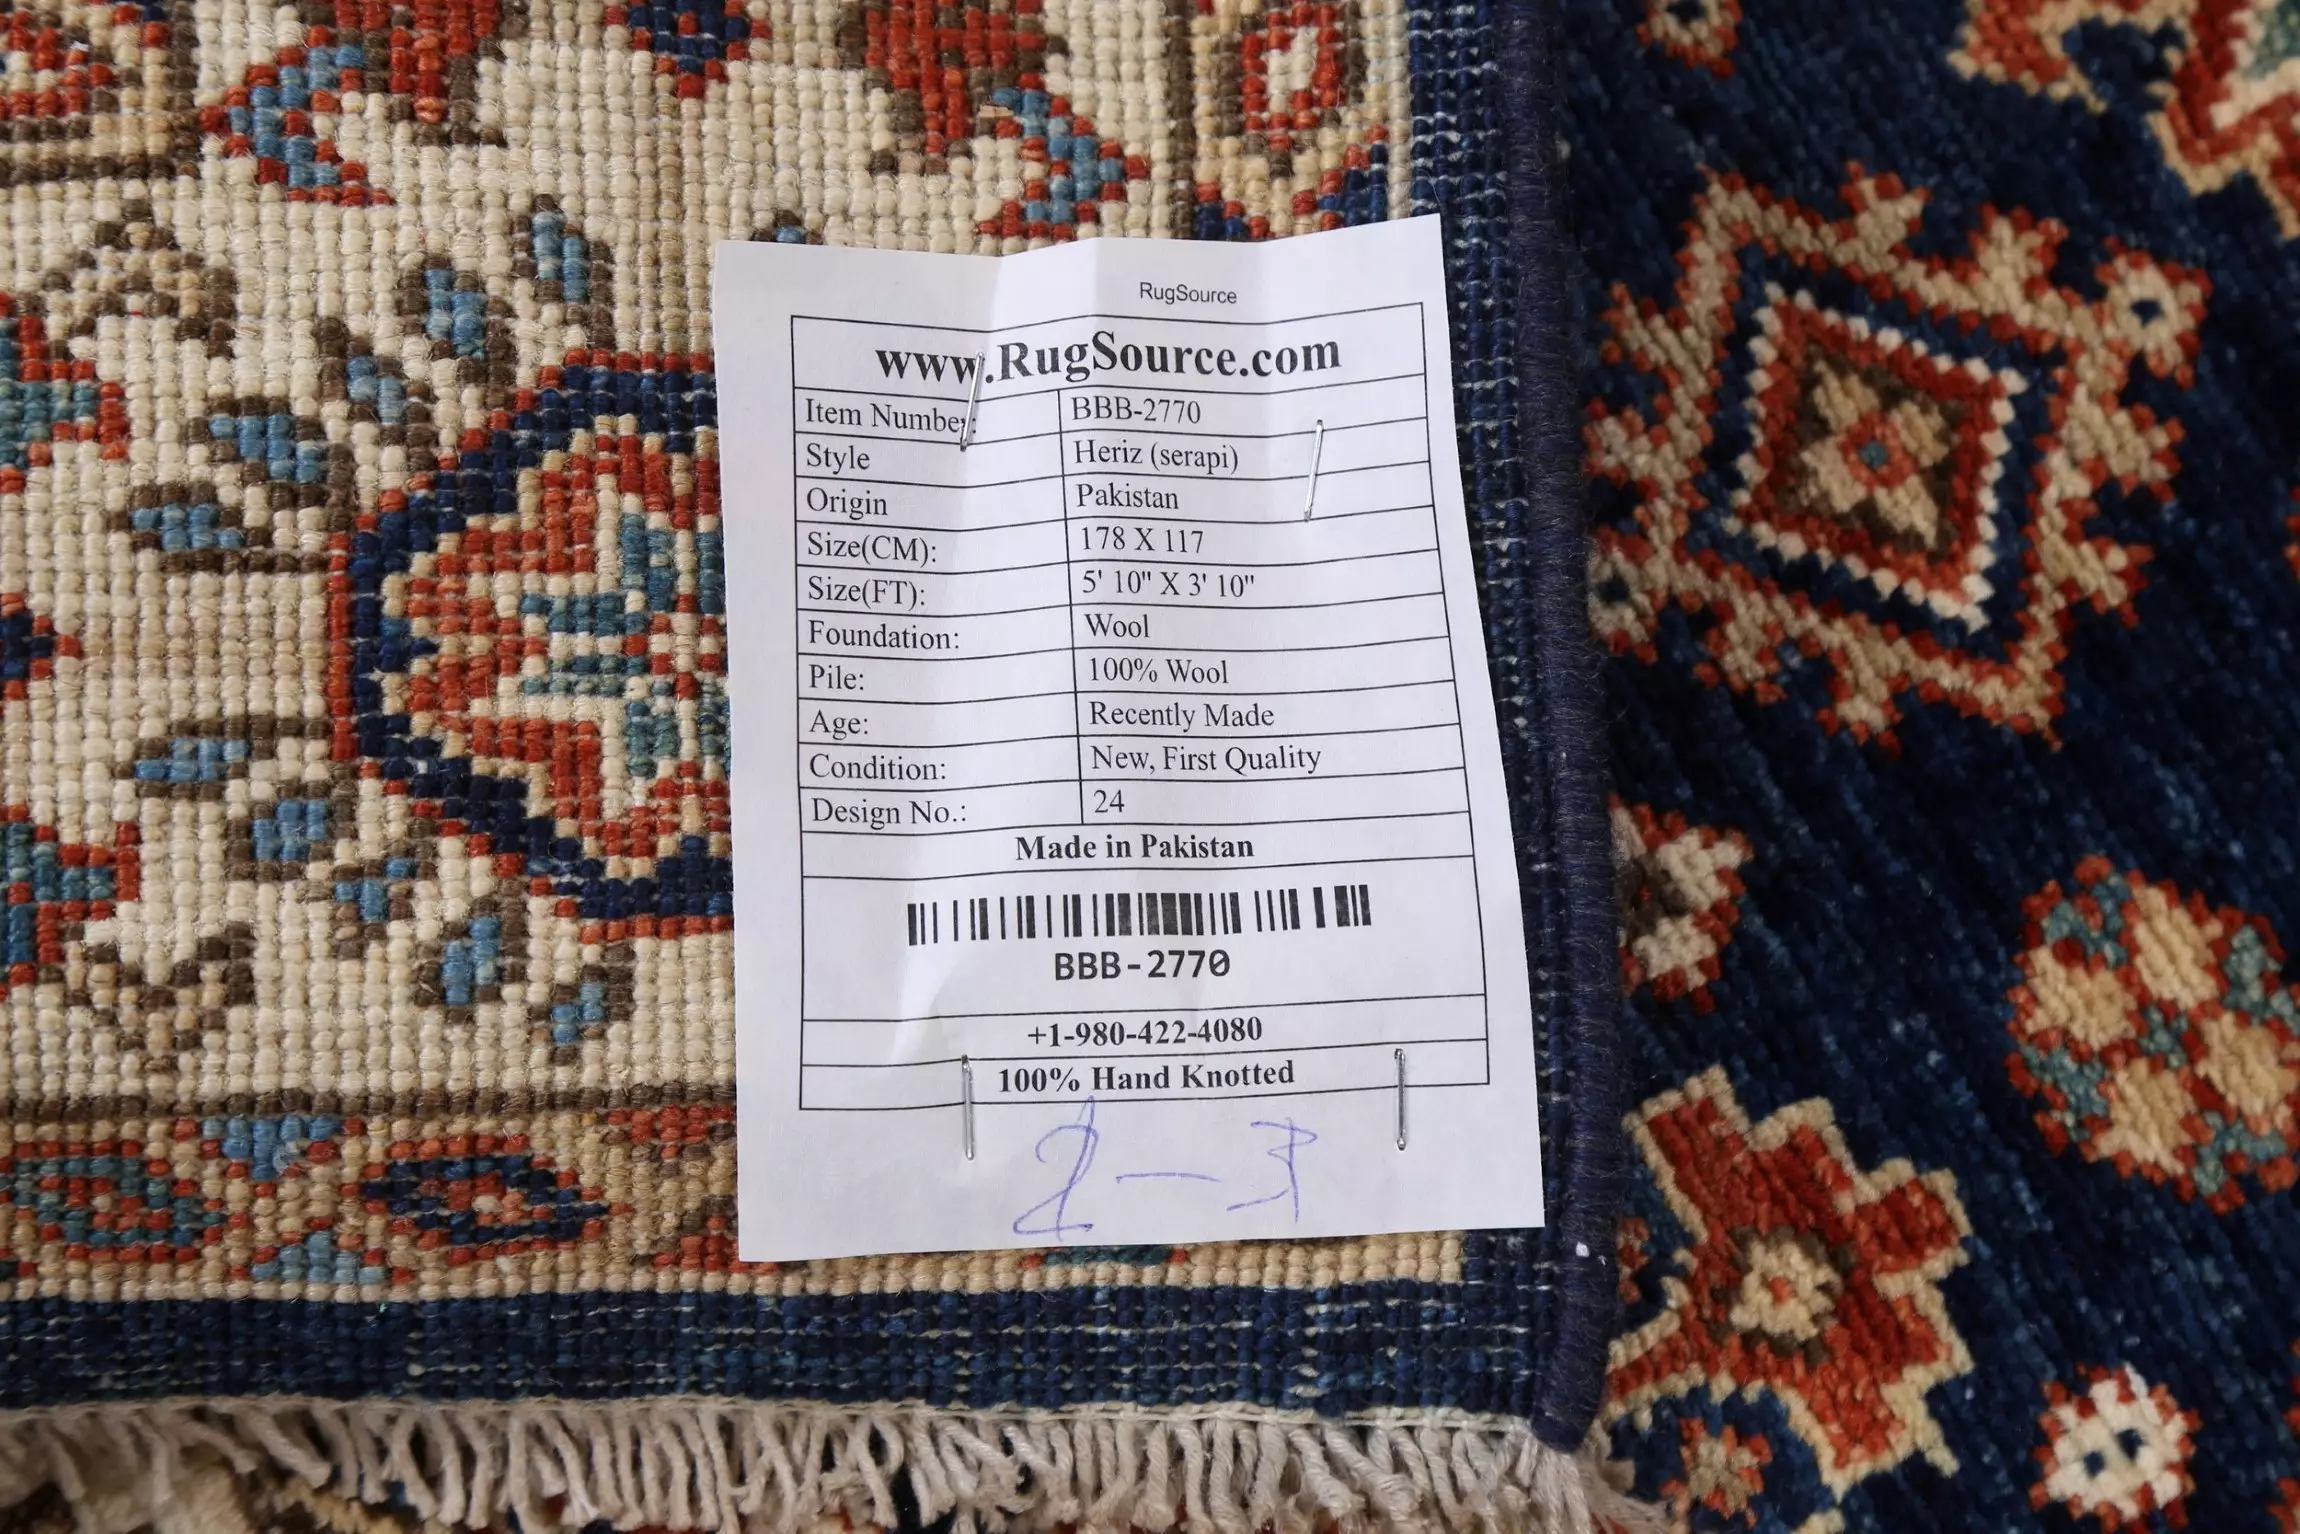 RugSource
www.RugSource.com
Item Number: BBB-2770
Style Heriz (serapi)
Origin Pakistan
Size(CM): 178 X 117
Size(FT): 5' 10" X 3' 10"
Foundation: Wool
Pile: 100% Wool
Age: Recently Made
Condition: New, First Quality
Design No.: 24
Made in Pakistan
BBB-2770
+1-980-422-4080
100% Hand Knotted
2-3